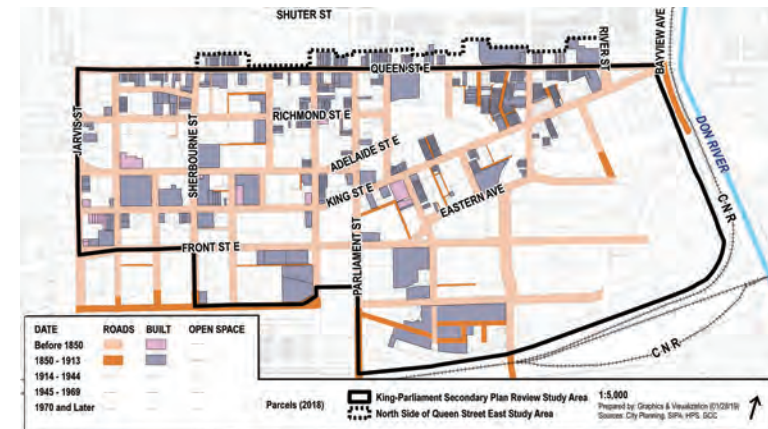 SHUTER ST
RIVER ST
BAYVIEW AVE
QUEEN ST E
JARVIS ST
SHERBOURNE ST
RICHMOND ST E
ADELAIDE ST E
DON RIVER
KING ST E
EASTERN AVE
C N R
PARLIAMENT ST
FRONT ST E
C N R
DATE ROADS BUILT OPEN SPACE
Before 1850
1850 - 1913
1914 - 1944
1945 - 1969
1970 and Later
Parcels (2018)
King-Parliament Secondary Plan Review Study Area
North Side of Queen Street East Study Area
1:5,000
Prepared by: Graphics & Visualization (01/28/19)
Sources: City Planning, SIPA, HPS, GCC